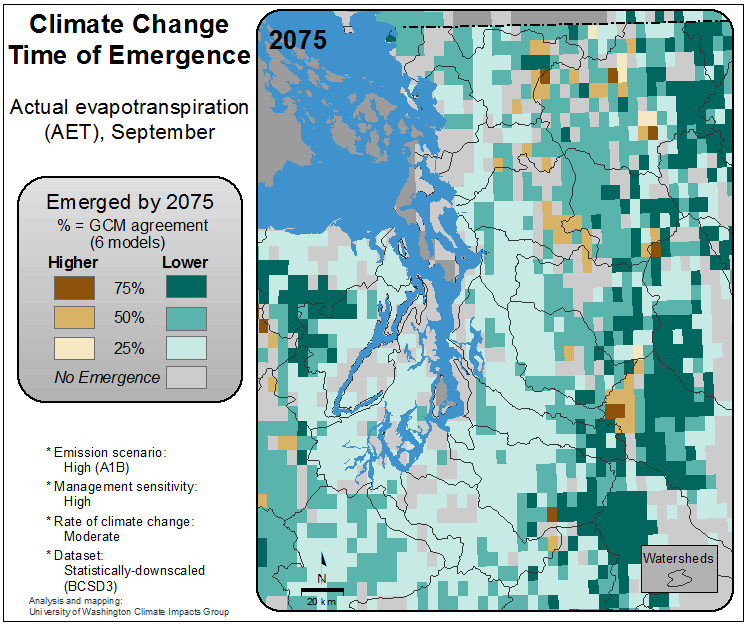 Climate Change
Time of Emergence
Actual evapotranspiration
(AET), September
Emerged by 2075
% = GCM agreement
(6 models)
Higher Lower
75%
50%
25%
No Emergence
* Emission scenario:
High (A1B)
* Management sensitivity:
High
* Rate of climate change:
Moderate
* Dataset:
Statistically-downscaled
(BCSD3)
Analysis and mapping:
University of Washington Climate Impacts Group
2075
N
20 km
Watersheds